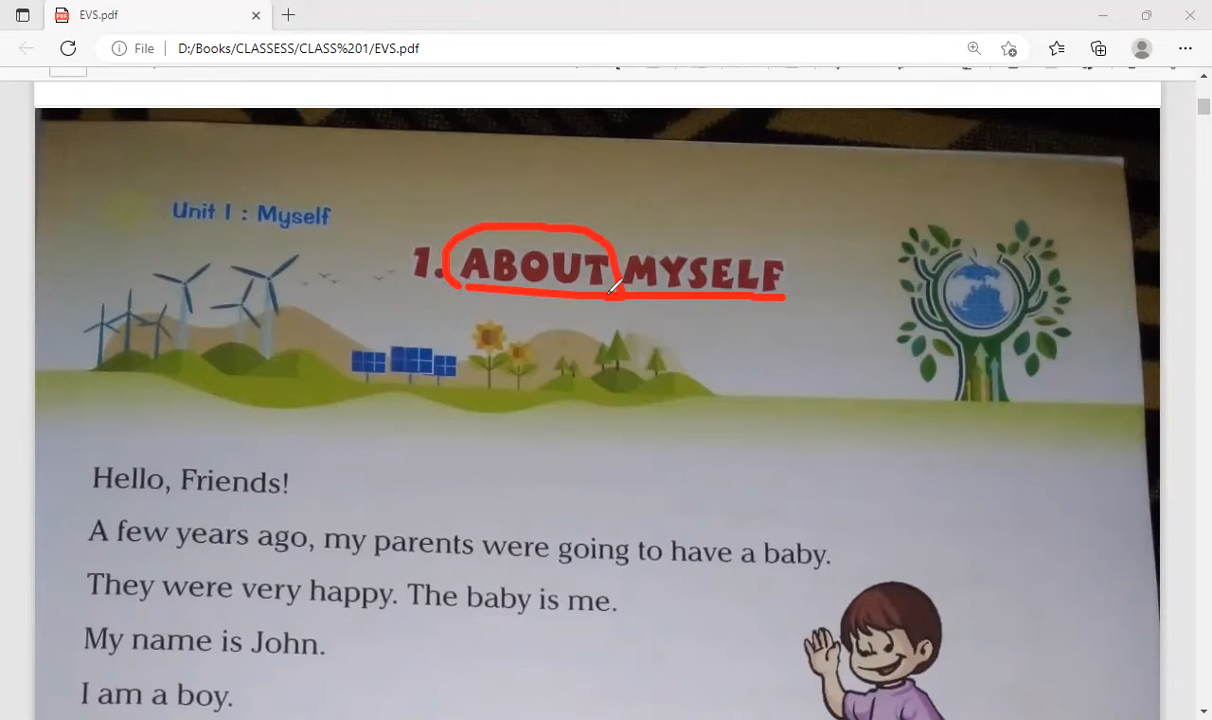 EVS.pdf
File D:/Books/CLASSESS/CLASS%201/EVS.pdf
Unit 1 : Myself
1. ABOUT MYSELF
Hello, Friends!
A few years ago, my parents were going to have a baby.
They were very happy. The baby is me.
My name is John.
I am a boy.